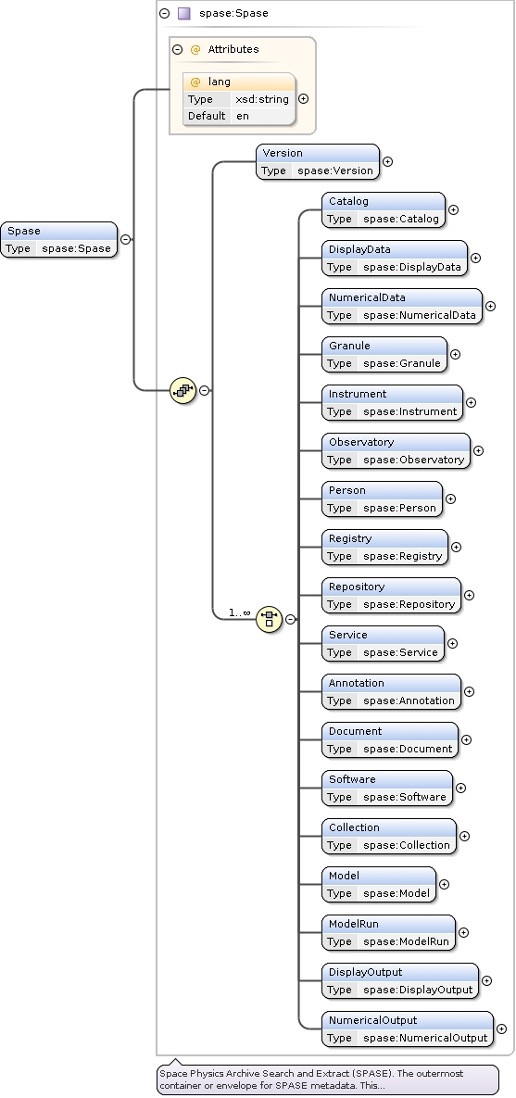 spase:Spase
@ Attributes
@ lang
Type xsd:string
Default en
Version
Type spase:Version
Spase
Type spase:Spase
Catalog
Type spase:Catalog
DisplayData
Type spase:DisplayData
NumericalData
Type spase:NumericalData
Granule
Type spase:Granule
Instrument
Type spase:Instrument
Observatory
Type spase:Observatory
Person
Type spase:Person
Registry
Type spase:Registry
1..∞
Repository
Type spase:Repository
Service
Type spase:Service
Annotation
Type spase:Annotation
Document
Type spase:Document
Software
Type spase:Software
Collection
Type spase:Collection
Model
Type spase:Model
ModelRun
Type spase:ModelRun
DisplayOutput
Type spase:DisplayOutput
NumericalOutput
Type spase:NumericalOutput
Space Physics Archive Search and Extract (SPASE). The outermost
container or envelope for SPASE metadata. This...